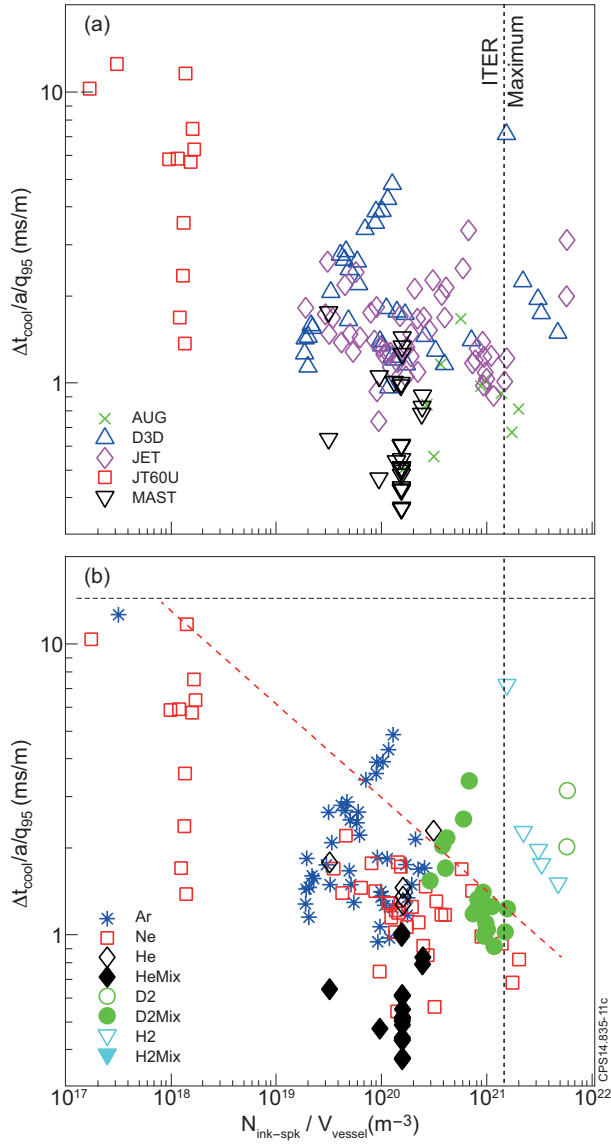 (a)
ITER
Maximum
10
1
Δt_cool/a/q_95 (ms/m)
AUG
D3D
JET
JT60U
MAST
(b)
10
1
Δt_cool/a/q_95 (ms/m)
Ar
Ne
He
HeMix
D2
D2Mix
H2
H2Mix
CPS14.835-11c
10^17 10^18 10^19 10^20 10^21 10^22
N_ink-spk / V_vessel(m^-3)